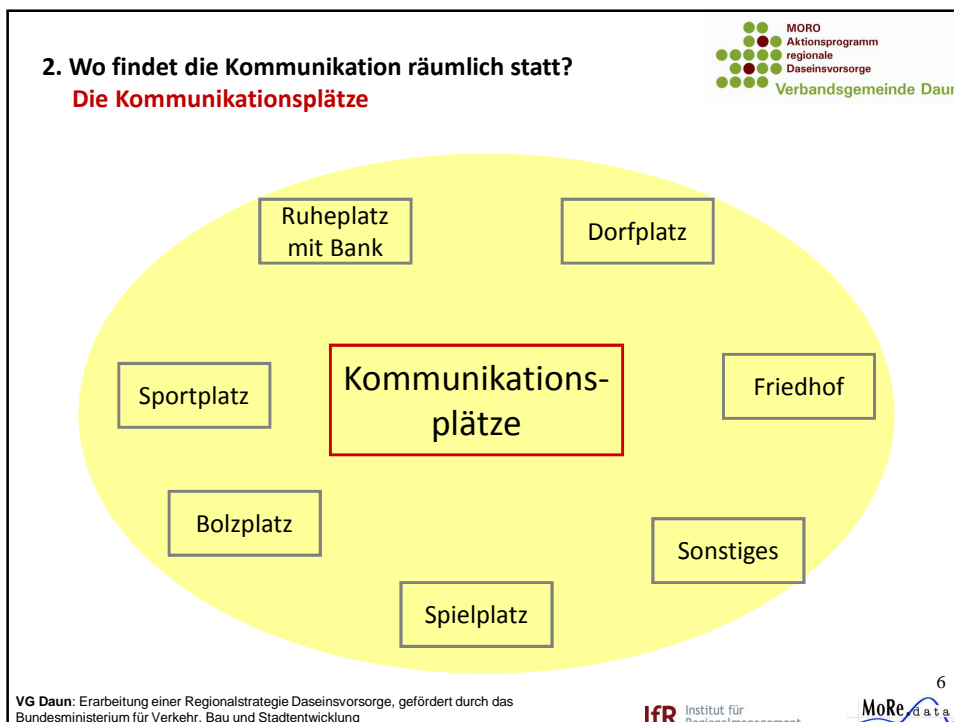 2. Wo findet die Kommunikation räumlich statt?
Die Kommunikationsplätze
MORO
Aktionsprogramm
regionale
Daseinsvorsorge
Verbandsgemeinde Daun
Ruheplatz
mit Bank
Dorfplatz
Sportplatz
Kommunikations-
plätze
Friedhof
Bolzplatz
Sonstiges
Spielplatz
6
VG Daun: Erarbeitung einer Regionalstrategie Daseinsvorsorge, gefördert durch das
Bundesministerium für Verkehr, Bau und Stadtentwicklung
IfR Institut für
Regionalmanagement
MoRe data